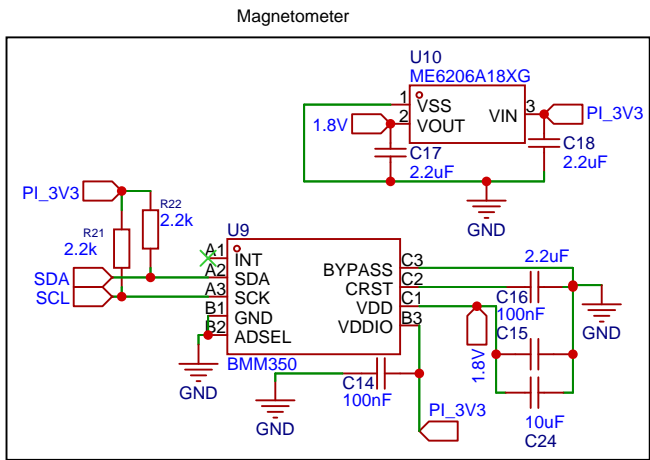 Magnetometer
U10
ME6206A18XG
1 VSS
2 VOUT
VIN 3
1.8V
PI_3V3
C17
2.2uF
C18
2.2uF
GND
PI_3V3
R22
2.2k
R21
2.2k
SDA
SCL
U9
A1 INT
A2 SDA
A3 SCK
B1 GND
B2 ADSEL
BYPASS C3
CRST C2
VDD C1
VDDIO B3
BMM350
2.2uF
C16
100nF
C15
GND
1.8V
10uF
C24
GND
C14
100nF
GND
PI_3V3